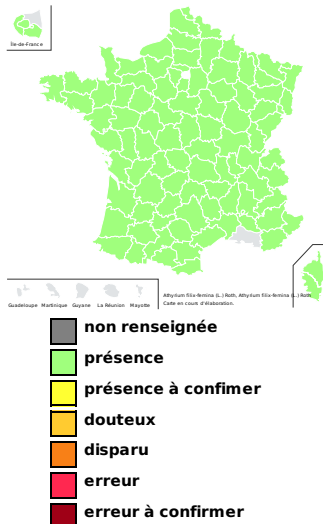 Île-de-France
Guadeloupe Martinique Guyane La Réunion Mayotte
Athyrium filix-femina (L.) Roth, Athyrium filix-femina (L.) Roth
Carte en cours d'élaboration.
non renseignée
présence
présence à confimer
douteux
disparu
erreur
erreur à confirmer